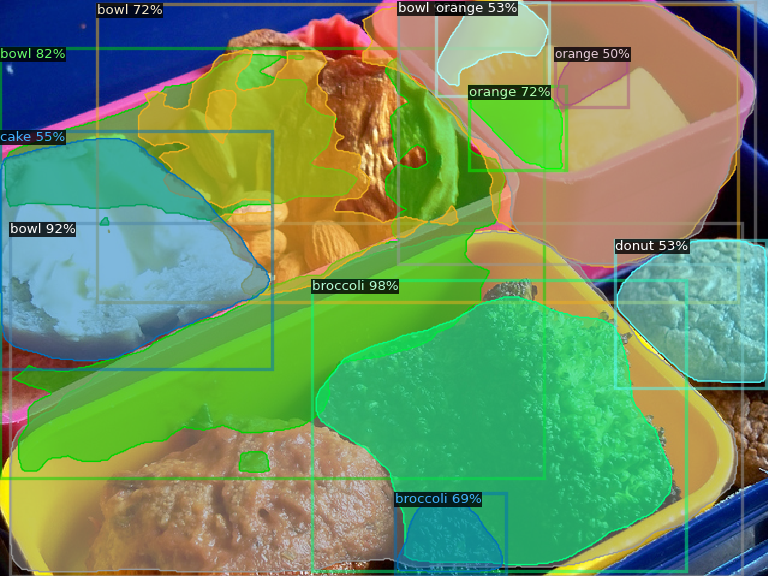 bowl 72%
bowl orange 53%
bowl 82%
orange 50%
orange 72%
cake 55%
bowl 92%
donut 53%
broccoli 98%
broccoli 69%